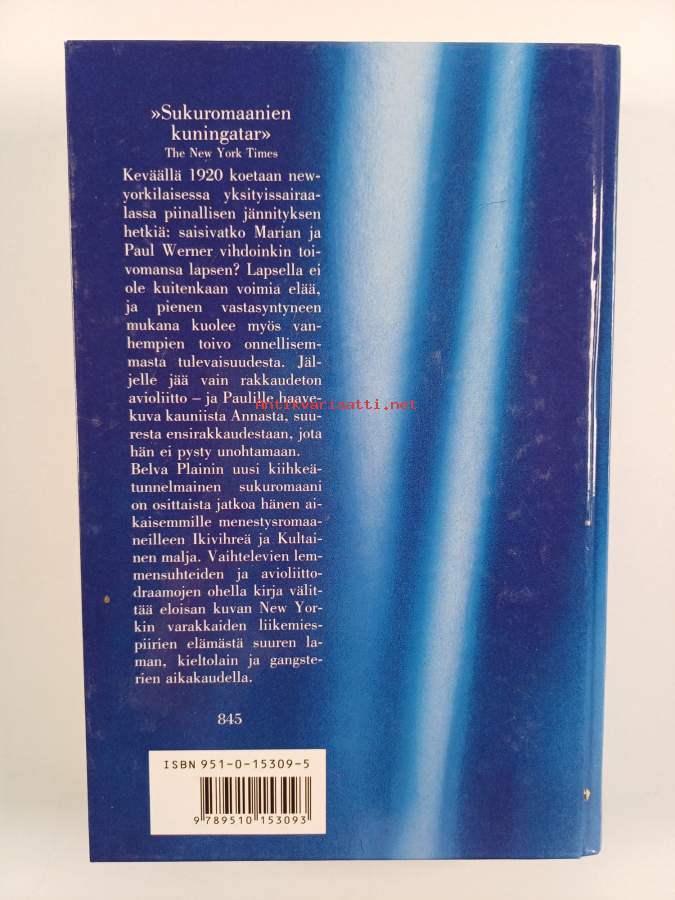 »Sukuromaanien
kuningatar»
The New York Times
Keväällä 1920 koetaan new-
yorkilaisessa yksityissairaa-
lassa piinallisen jännityksen
hetkiä: saisivatko Marian ja
Paul Werner vihdoinkin toi-
vomansa lapsen? Lapsella ei
ole kuitenkaan voimia elää,
ja pienen vastasyntyneen
mukana kuolee myös van-
hempien toivo onnellisem-
masta tulevaisuudesta. Jäl-
jelle jää vain rakkaudeton
avioliitto – ja Paulille haave-
kuva kauniista Annasta, suu-
resta ensirakkaudestaan, jota
hän ei pysty unohtamaan.
Belva Plainin uusi kiihkeä-
tunnelmainen sukuromaani
on osittaista jatkoa hänen ai-
kaisemmille menestysromaa-
neilleen Ikivihreä ja Kultai-
nen malja. Vaihtelevien lem-
mensuhteiden ja avioliitto-
draamojen ohella kirja välit-
tää eloisan kuvan New Yor-
kin varakkaiden liikemies-
piirien elämästä suuren la-
man, kieltolain ja gangste-
rien aikakaudella.
845
ISBN 951-0-15309-5
9 789510 153093
Antikvariaatti.net